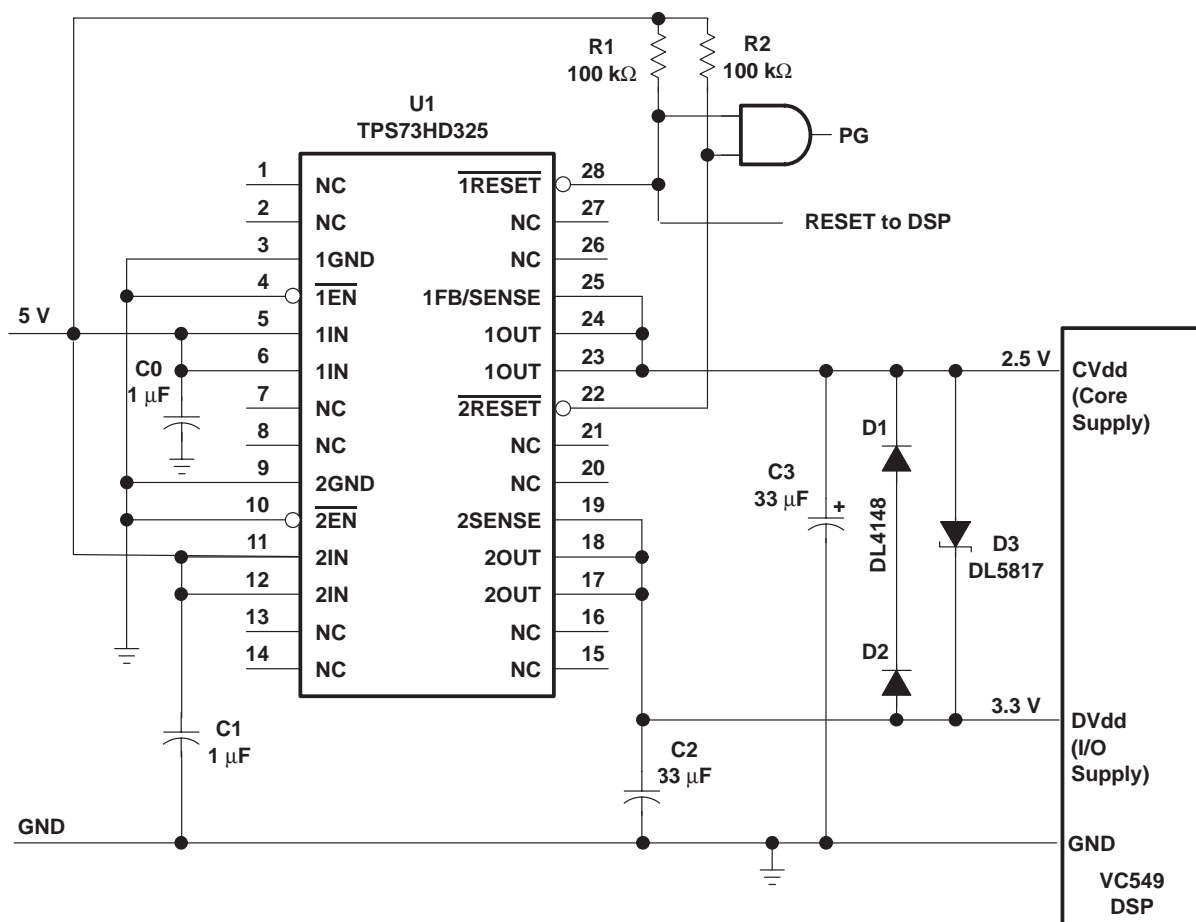 R1
100 kΩ
R2
100 kΩ
U1
TPS73HD325
PG
1
NC
1RESET
28
2
NC
NC
27
RESET to DSP
3
1GND
NC
26
4
1EN
1FB/SENSE
25
5 V
5
1IN
1OUT
24
6
1IN
1OUT
23
C0
1 μF
2.5 V
CVdd
(Core
Supply)
7
NC
2RESET
22
8
NC
NC
21
9
2GND
NC
20
10
2EN
2SENSE
19
11
2IN
2OUT
18
12
2IN
2OUT
17
13
NC
NC
16
14
NC
NC
15
C3
33 μF
+
D1
DL4148
D2
D3
DL5817
3.3 V
DVdd
(I/O
Supply)
C1
1 μF
C2
33 μF
GND
GND
VC549
DSP